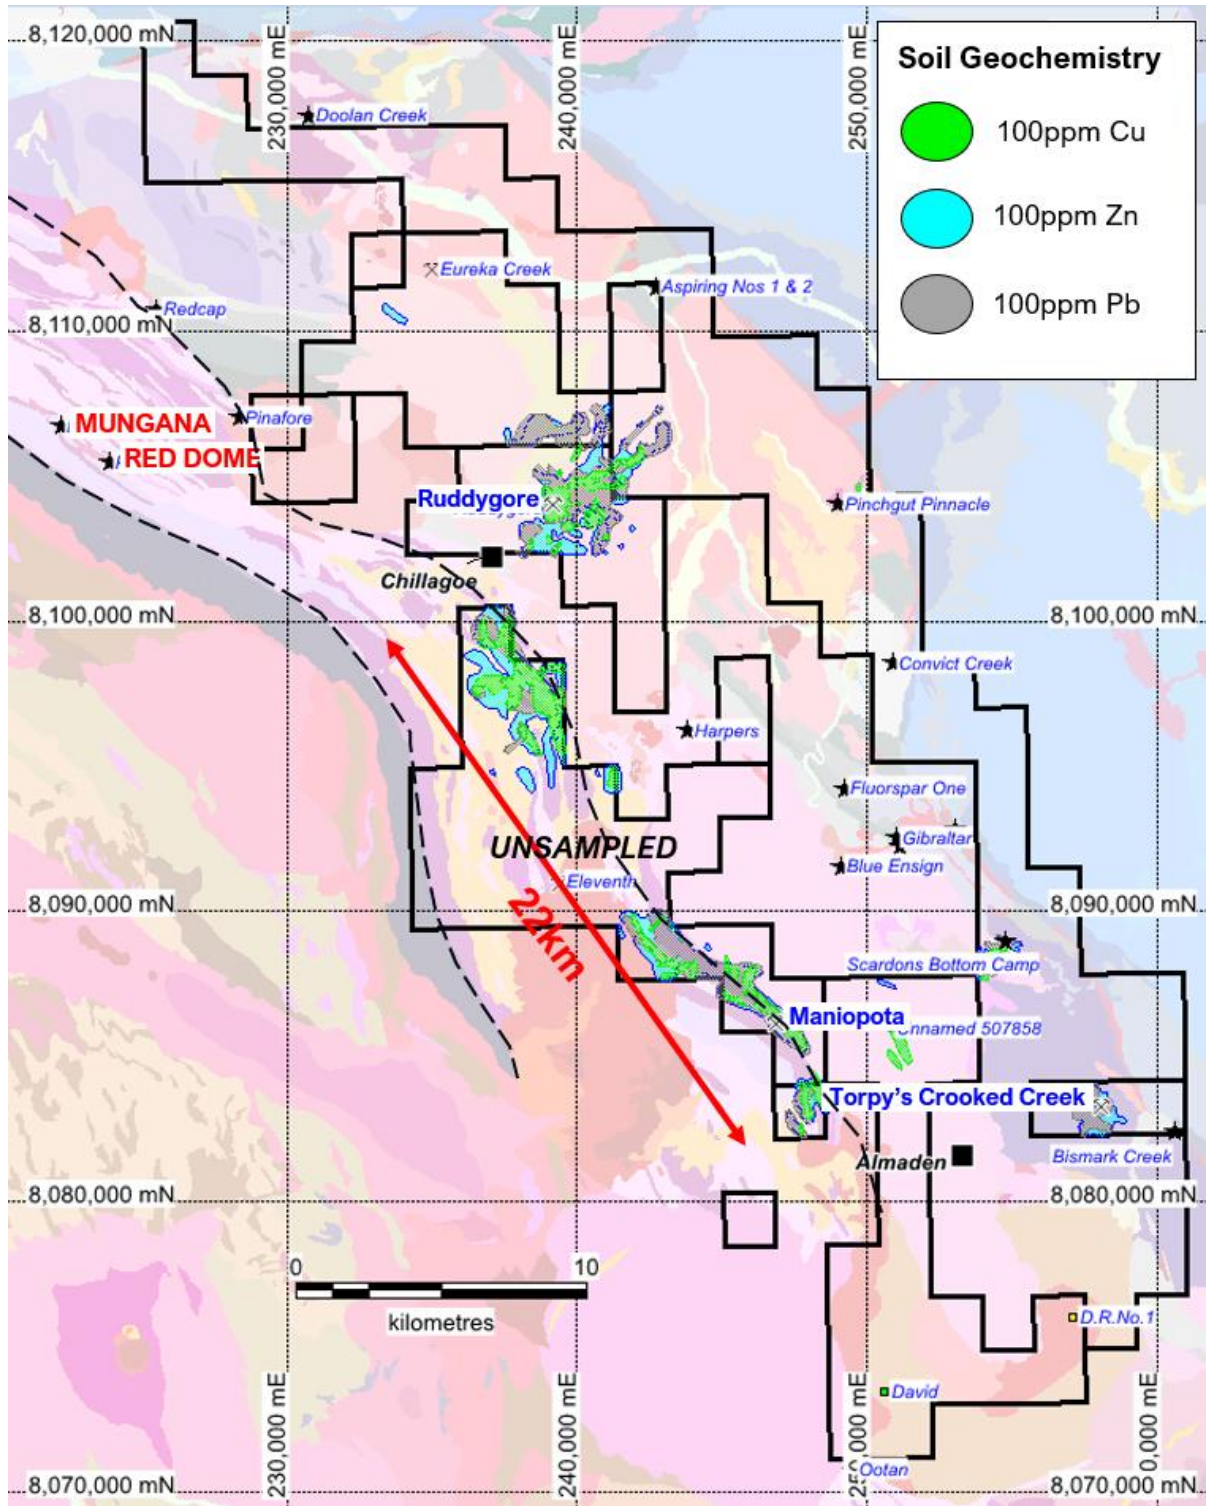 8,120,000 mN
230,000 mE
240,000 mE
250,000 mE
Soil Geochemistry
100ppm Cu
100ppm Zn
100ppm Pb
Doolan Creek
Eureka Creek
Aspiring Nos 1 & 2
Redcap
8,110,000 mN
MUNGANA
Pinafore
RED DOME
Ruddygore
Pinchgut Pinnacle
Chillagoe
8,100,000 mN
8,100,000 mN
Convict Creek
Harpers
Fluorspar One
Gibraltar
UNSAMPLED
Blue Ensign
Eleventh
8,090,000 mN
8,090,000 mN
22km
Scardons Bottom Camp
Maniopota
nnamed 507858
Torpy's Crooked Creek
Bismark Creek
Almaden
8,080,000 mN
8,080,000 mN
0
10
kilometres
D.R.No.1
David
Ootan
230,000 mE
240,000 mE
000 mE
000 mE
8,070,000 mN
8,070,000 mN